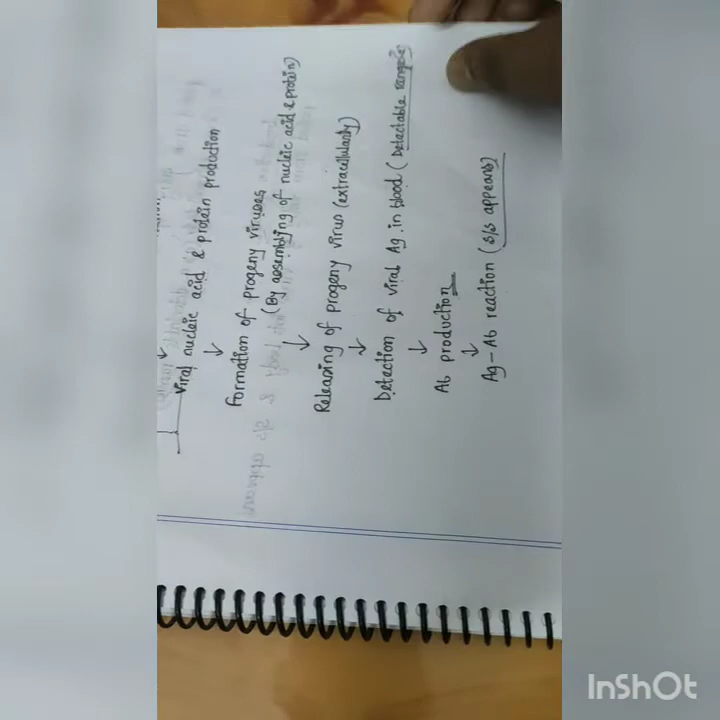 ↓
Viral nucleic acid & protein production
↓
Formation of progeny viruses
(By assembling of nucleic acid & protein)
↓
Releasing of progeny virus (extracellularly)
↓
Detection of viral Ag. in blood (Detectable ranges)
↓
Ab production
↓
Ag-Ab reaction (s/s appears)
InShOt